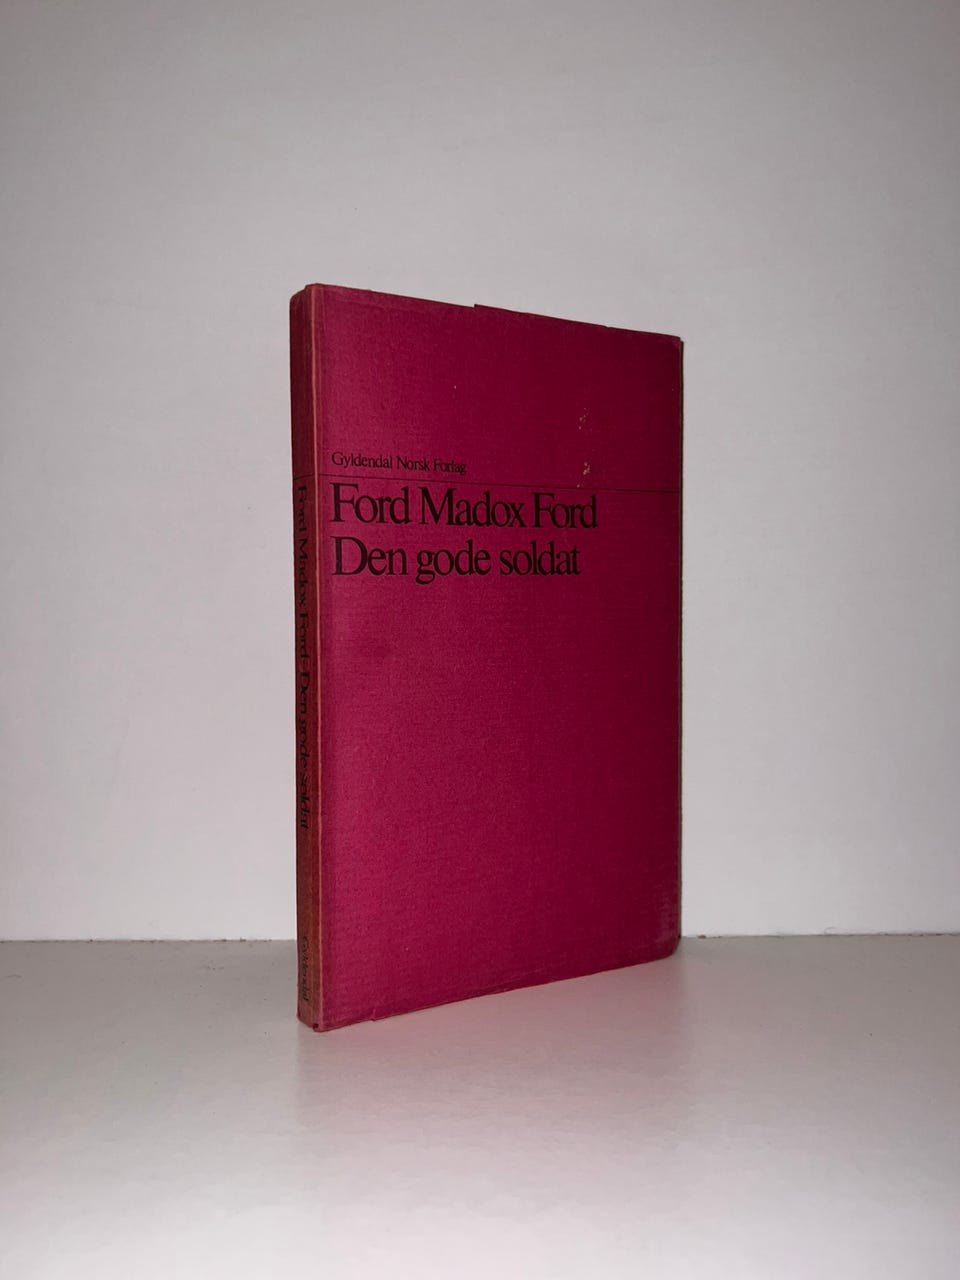 Gyldendal Norsk Forlag
Ford Madox Ford
Den gode soldat
Ford Madox Ford: Den gode soldat
Gyldendal